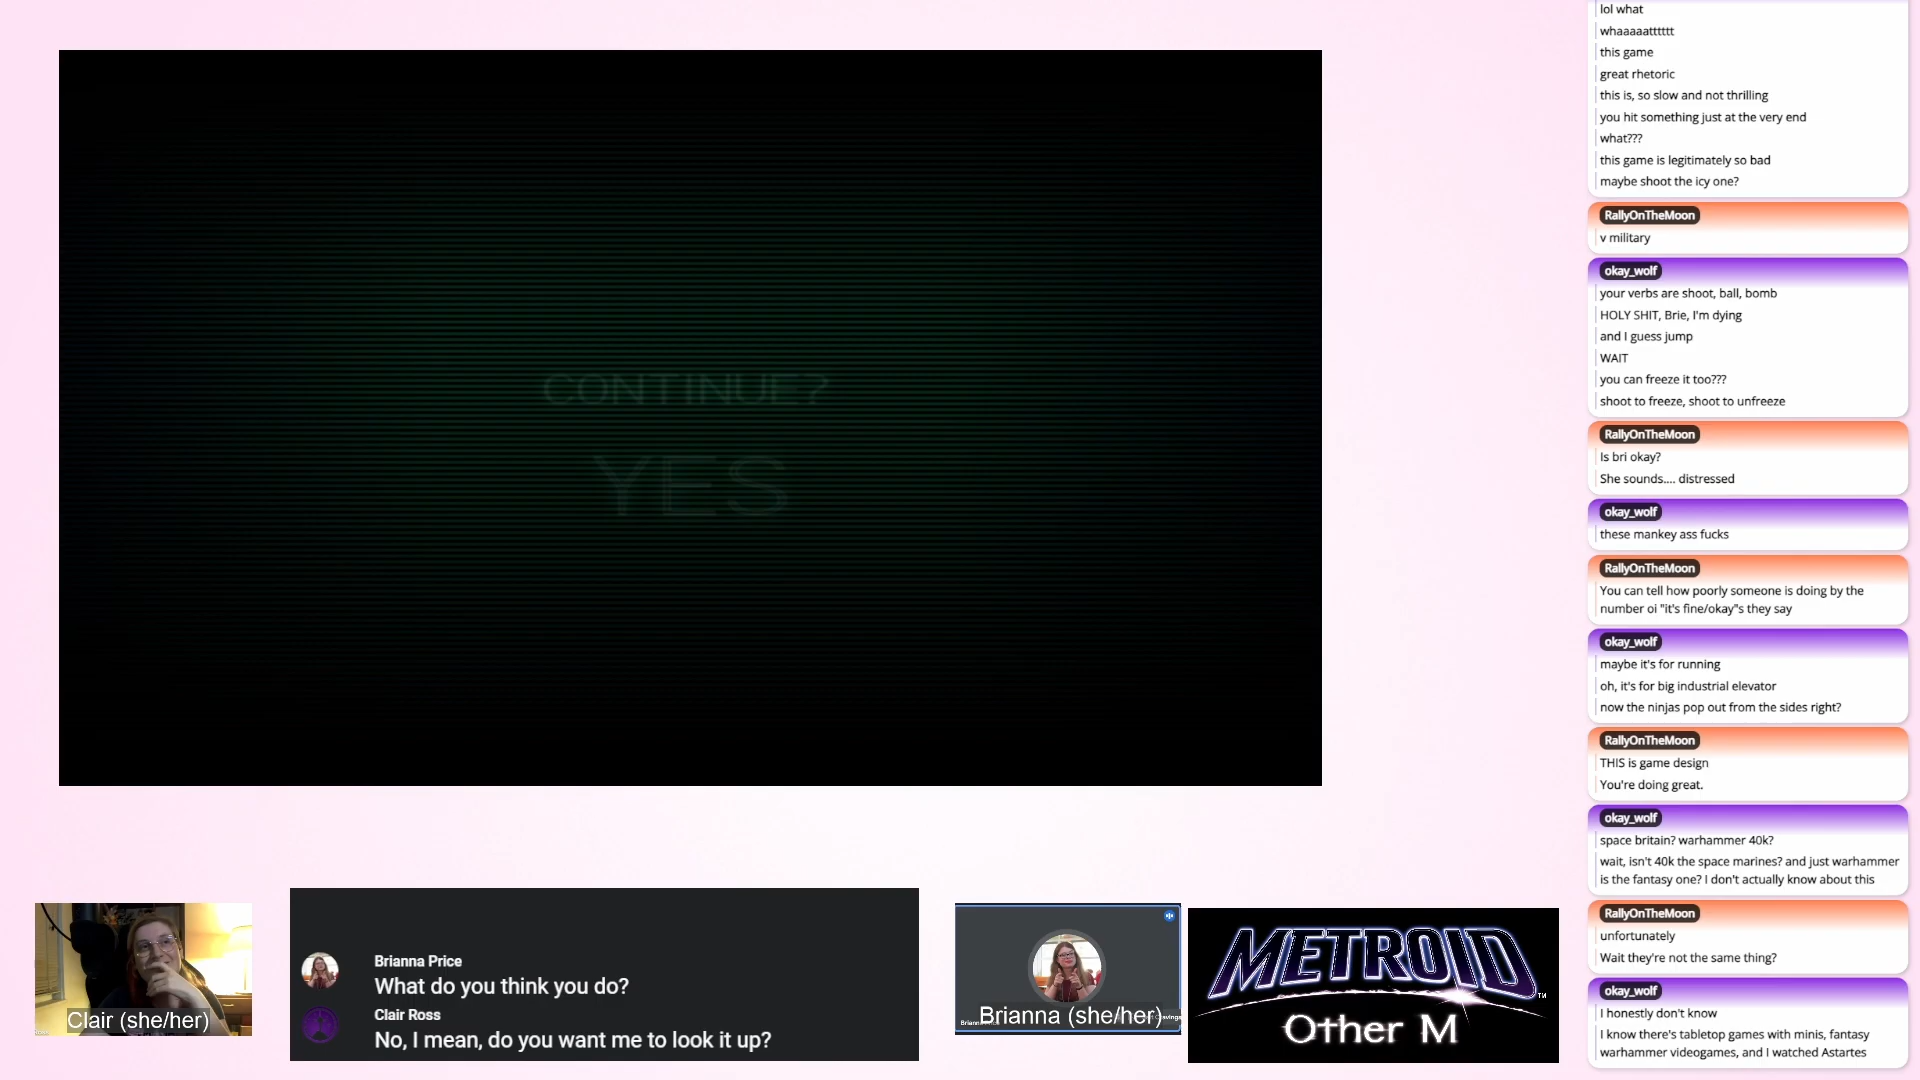 CONTINUE?
YES
lol what
whaaaaatttttt
this game
great rhetoric
this is, so slow and not thrilling
you hit something just at the very end
what???
this game is legitimately so bad
maybe shoot the icy one?
RallyOnTheMoon
v military
okay_wolf
your verbs are shoot, ball, bomb
HOLY SHIT, Brie, I'm dying
and I guess jump
WAIT
you can freeze it too???
shoot to freeze, shoot to unfreeze
RallyOnTheMoon
Is bri okay?
She sounds.... distressed
okay_wolf
these mankey ass fucks
RallyOnTheMoon
You can tell how poorly someone is doing by the
number oi "it's fine/okay"s they say
okay_wolf
maybe it's for running
oh, it's for big industrial elevator
now the ninjas pop out from the sides right?
RallyOnTheMoon
THIS is game design
You're doing great.
okay_wolf
space britain? warhammer 40k?
wait, isn't 40k the space marines? and just warhammer
is the fantasy one? I don't actually know about this
RallyOnTheMoon
unfortunately
Wait they're not the same thing?
okay_wolf
I honestly don't know
I know there's tabletop games with minis, fantasy
warhammer videogames, and I watched Astartes
Clair (she/her)
Brianna Price
What do you think you do?
Clair Ross
No, I mean, do you want me to look it up?
Brianna (she/her)
METROID
TM
Other M